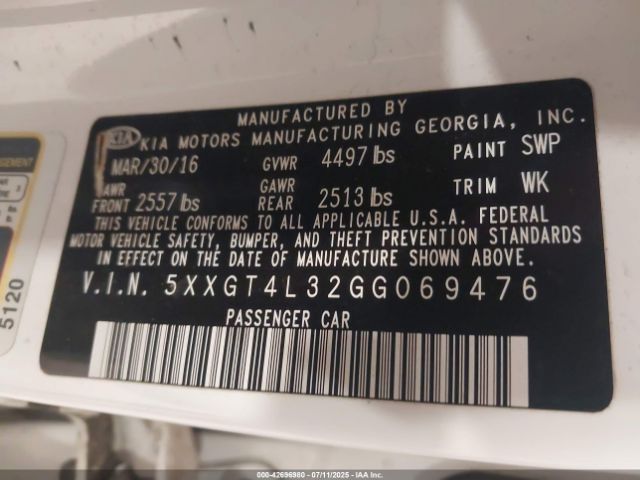 MANUFACTURED BY
KIA KIA MOTORS MANUFACTURING GEORGIA, INC.
MAR/30/16 GVWR 4497 lbs PAINT SWP
GAWR FRONT 2557 lbs GAWR REAR 2513 lbs TRIM WK
THIS VEHICLE CONFORMS TO ALL APPLICABLE U.S.A. FEDERAL
MOTOR VEHICLE SAFETY, BUMPER, AND THEFT PREVENTION STANDARDS
IN EFFECT ON THE DATE OF MANUFACTURE SHOWN ABOVE.
V.I.N. 5XXGT4L32GG069476
PASSENGER CAR
5120
000-42696980 - 07/11/2025 - IAAI.COM